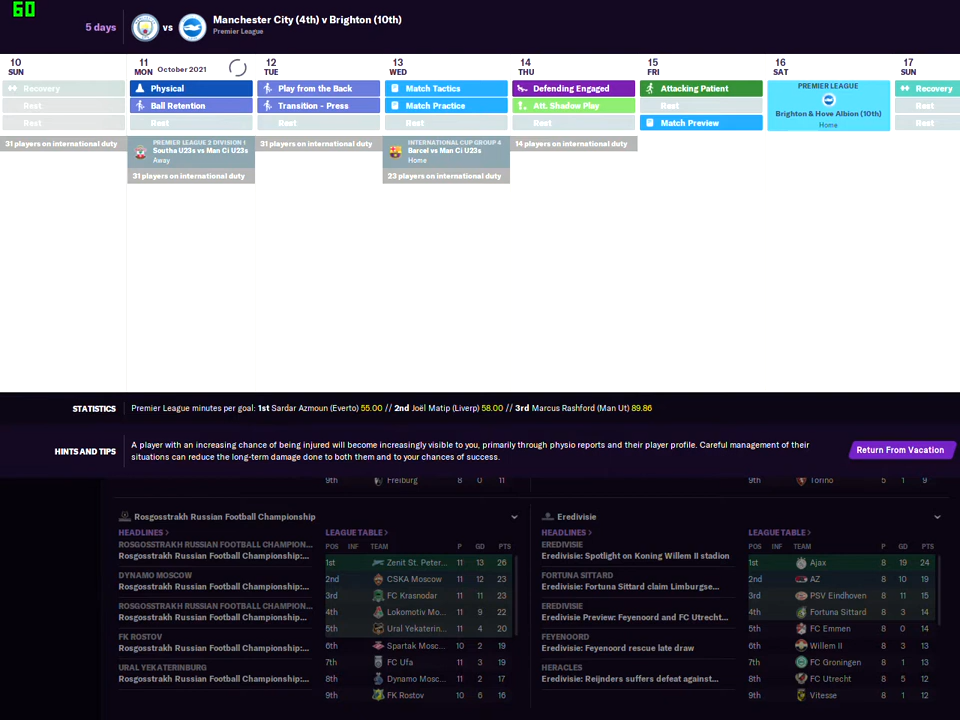 60
5 days
vs
Manchester City (4th) v Brighton (10th)
Premier League
10
SUN
11
MON October 2021
12
TUE
13
WED
14
THU
15
FRI
16
SAT
17
SUN
Recovery
Rest
Rest
31 players on international duty
Physical
Ball Retention
Rest
PREMIER LEAGUE 2 DIVISION 1
Southa U23s vs Man Ci U23s
Away
31 players on international duty
Play from the Back
Transition - Press
Rest
31 players on international duty
Match Tactics
Match Practice
Rest
INTERNATIONAL CUP GROUP 4
Barcel vs Man Ci U23s
Home
23 players on international duty
Defending Engaged
Att. Shadow Play
Rest
14 players on international duty
Attacking Patient
Rest
Match Preview
PREMIER LEAGUE
Brighton & Hove Albion (10th)
Home
Recovery
Rest
Rest
STATISTICS
Premier League minutes per goal: 1st Sardar Azmoun (Everto) 55.00 // 2nd Joël Matip (Liverp) 58.00 // 3rd Marcus Rashford (Man Ut) 89.86
HINTS AND TIPS
A player with an increasing chance of being injured will become increasingly visible to you, primarily through physio reports and their player profile. Careful management of their
situations can reduce the long-term damage done to both them and to your chances of success.
Return From Vacation
9th Freiburg 8 0 11
9th Torino 5 1 9
Rosgosstrakh Russian Football Championship
HEADLINES >
ROSGOSSTRAKH RUSSIAN FOOTBALL CHAMPION...
Rosgosstrakh Russian Football Championship:...
DYNAMO MOSCOW
Rosgosstrakh Russian Football Championship:...
ROSGOSSTRAKH RUSSIAN FOOTBALL CHAMPION...
Rosgosstrakh Russian Football Championship:...
FK ROSTOV
Rosgosstrakh Russian Football Championship:...
URAL YEKATERINBURG
Rosgosstrakh Russian Football Championship:...
LEAGUE TABLE >
POS INF TEAM P GD PTS
1st Zenit St. Peter... 11 13 26
2nd CSKA Moscow 11 12 23
3rd FC Krasnodar 11 11 23
4th Lokomotiv Mo... 11 9 22
5th Ural Yekaterin... 11 4 20
6th Spartak Mosc... 10 2 19
7th FC Ufa 11 3 19
8th Dynamo Mosc... 11 2 17
9th FK Rostov 10 6 16
Eredivisie
HEADLINES >
EREDIVISIE
Eredivisie: Spotlight on Koning Willem II stadion
FORTUNA SITTARD
Eredivisie: Fortuna Sittard claim Limburgse...
EREDIVISIE
Eredivisie Preview: Feyenoord and FC Utrecht...
FEYENOORD
Eredivisie: Feyenoord rescue late draw
HERACLES
Eredivisie: Reijnders suffers defeat against...
LEAGUE TABLE >
POS INF TEAM P GD PTS
1st Ajax 8 19 24
2nd AZ 8 10 19
3rd PSV Eindhoven 8 11 15
4th Fortuna Sittard 8 3 14
5th FC Emmen 8 0 14
6th Willem II 8 3 13
7th FC Groningen 8 1 13
8th FC Utrecht 8 5 12
9th Vitesse 8 1 12